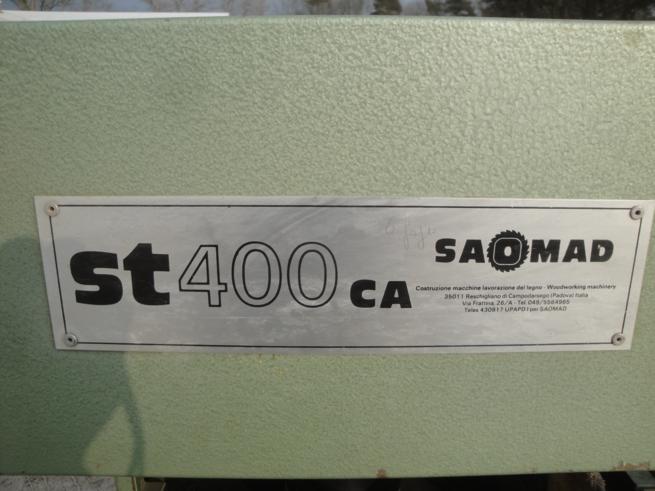 st400 CA
SAOMAD
Costruzione macchine lavorazione del legno - Woodworking machinery
35011 Reschigliano di Campodarsego (Padova) Italia
Via Frattina, 26/A - Tel. 049/5564965
Telex 430817 UPAPD I per SAOMAD